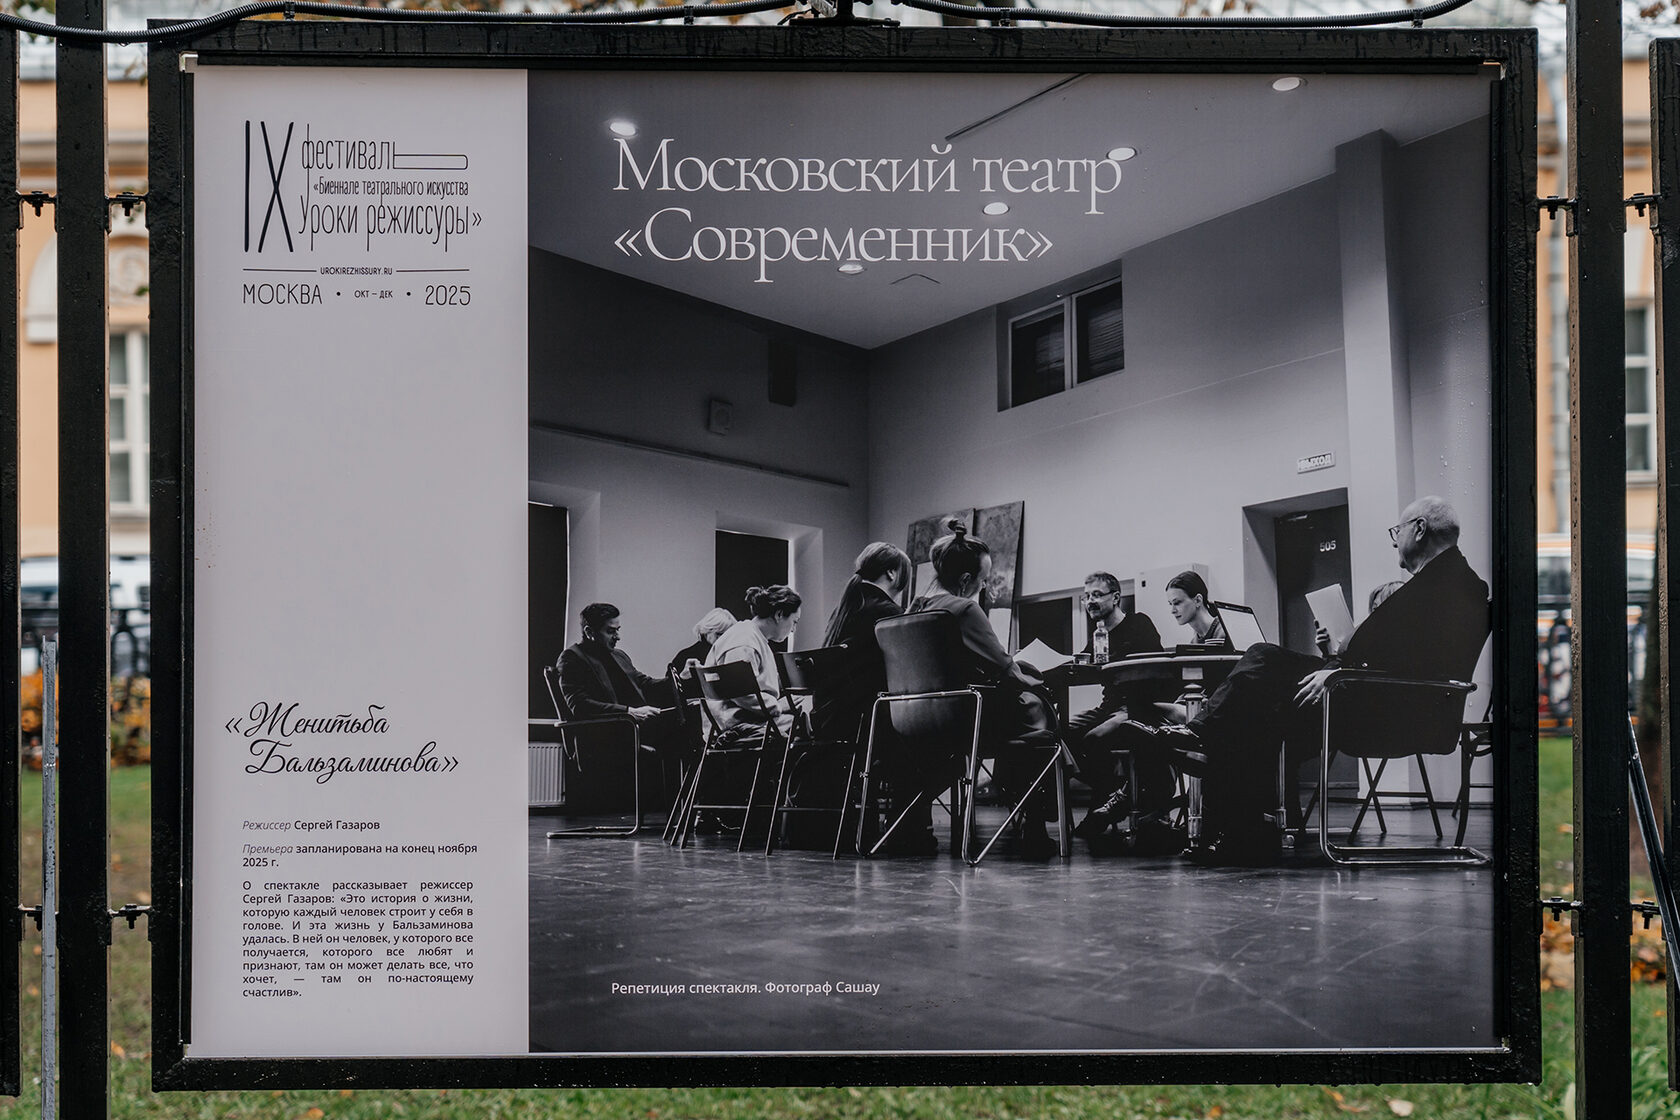 IX фестиваль
«Биеннале театрального искусства
Уроки режиссуры»
UROKIREZHISSURY.RU
МОСКВА • ОКТ – ДЕК • 2025
Московский театр
«Современник»
ВЫХОД
505
«Женитьба
Бальзаминова»
Режиссер Сергей Газаров
Премьера запланирована на конец ноября
2025 г.
О спектакле рассказывает режиссер
Сергей Газаров: «Это история о жизни,
которую каждый человек строит у себя в
голове. И эта жизнь у Бальзаминова
удалась. В ней он человек, у которого все
получается, которого все любят и
признают, там он может делать все, что
хочет, — там он по-настоящему
счастлив».
Репетиция спектакля. Фотограф Сашау